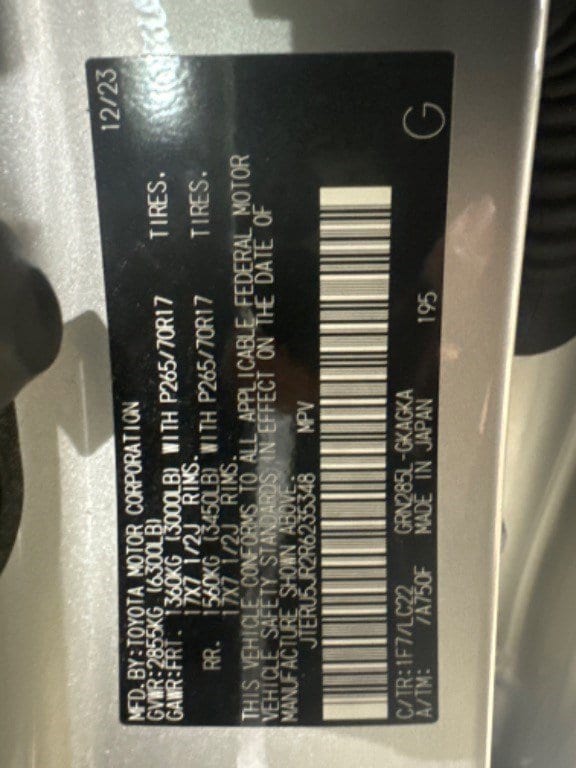 MFD.BY:TOYOTA MOTOR CORPORATION 12/23
GVWR:2855KG (6300LB)
GAWR:FRT. 1360KG (3000LB) WITH P265/70R17 TIRES.
17X7 1/2J RIMS.
RR. 1560KG (3450LB) WITH P265/70R17 TIRES.
17X7 1/2J RIMS.
THIS VEHICLE CONFORMS TO ALL APPLICABLE FEDERAL MOTOR
VEHICLE SAFETY STANDARDS IN EFFECT ON THE DATE OF
MANUFACTURE SHOWN ABOVE.
JTERU5JR2R6235348 MPV
C/TR:1F7/LC22 GRN285L-GKAGKA G
A/TM: /A750F MADE IN JAPAN 195